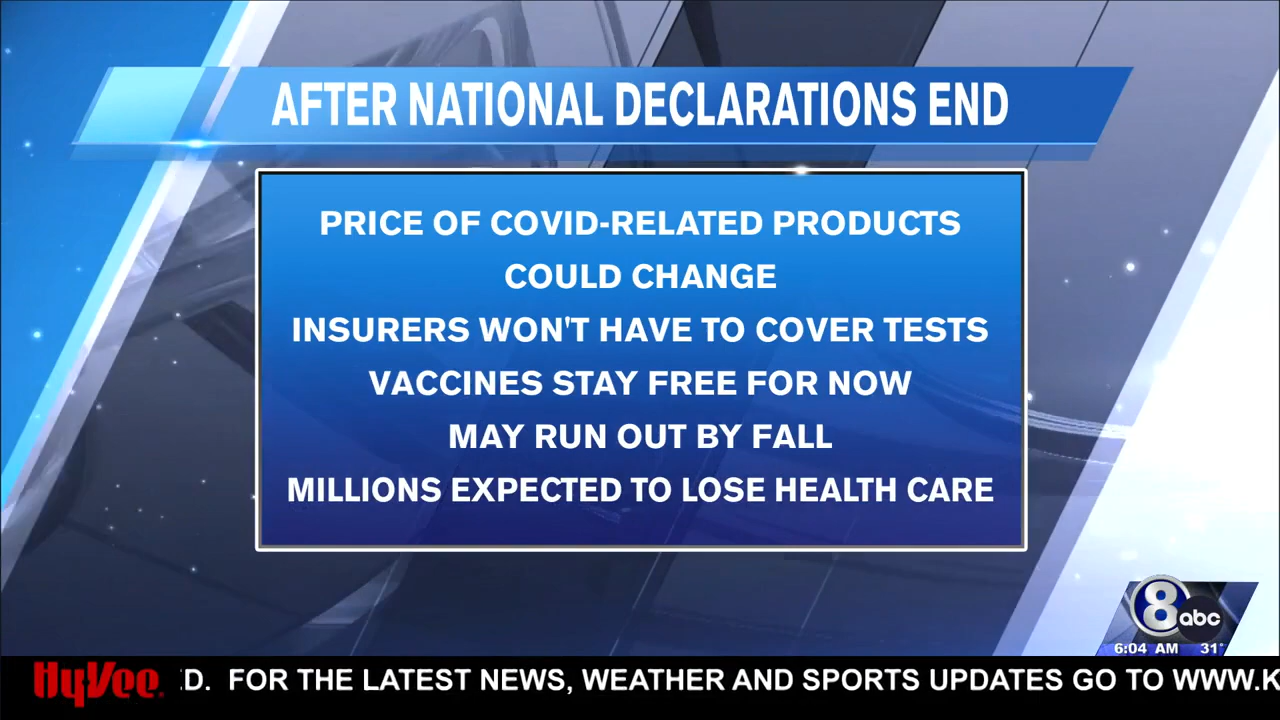 AFTER NATIONAL DECLARATIONS END
PRICE OF COVID-RELATED PRODUCTS
COULD CHANGE
INSURERS WON'T HAVE TO COVER TESTS
VACCINES STAY FREE FOR NOW
MAY RUN OUT BY FALL
MILLIONS EXPECTED TO LOSE HEALTH CARE
8 abc
6:04 AM 31°
HyVee D. FOR THE LATEST NEWS, WEATHER AND SPORTS UPDATES GO TO WWW.K